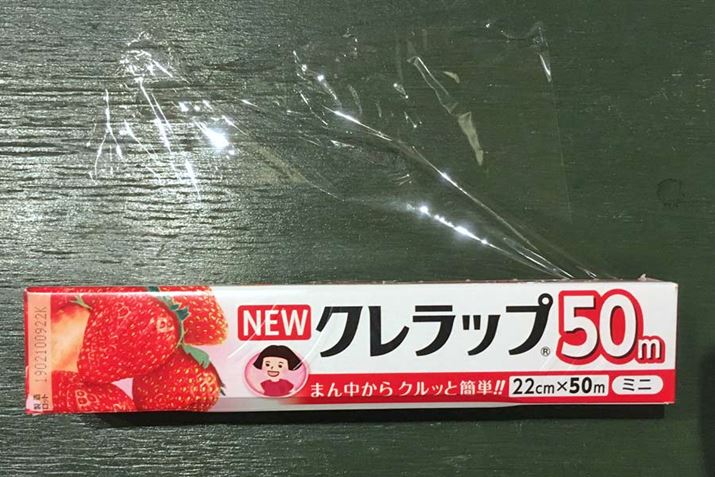 NEW クレラップ® 50m
まん中から クルッと簡単!! 22cm×50m ミニ
1902100922K
製造
ロット